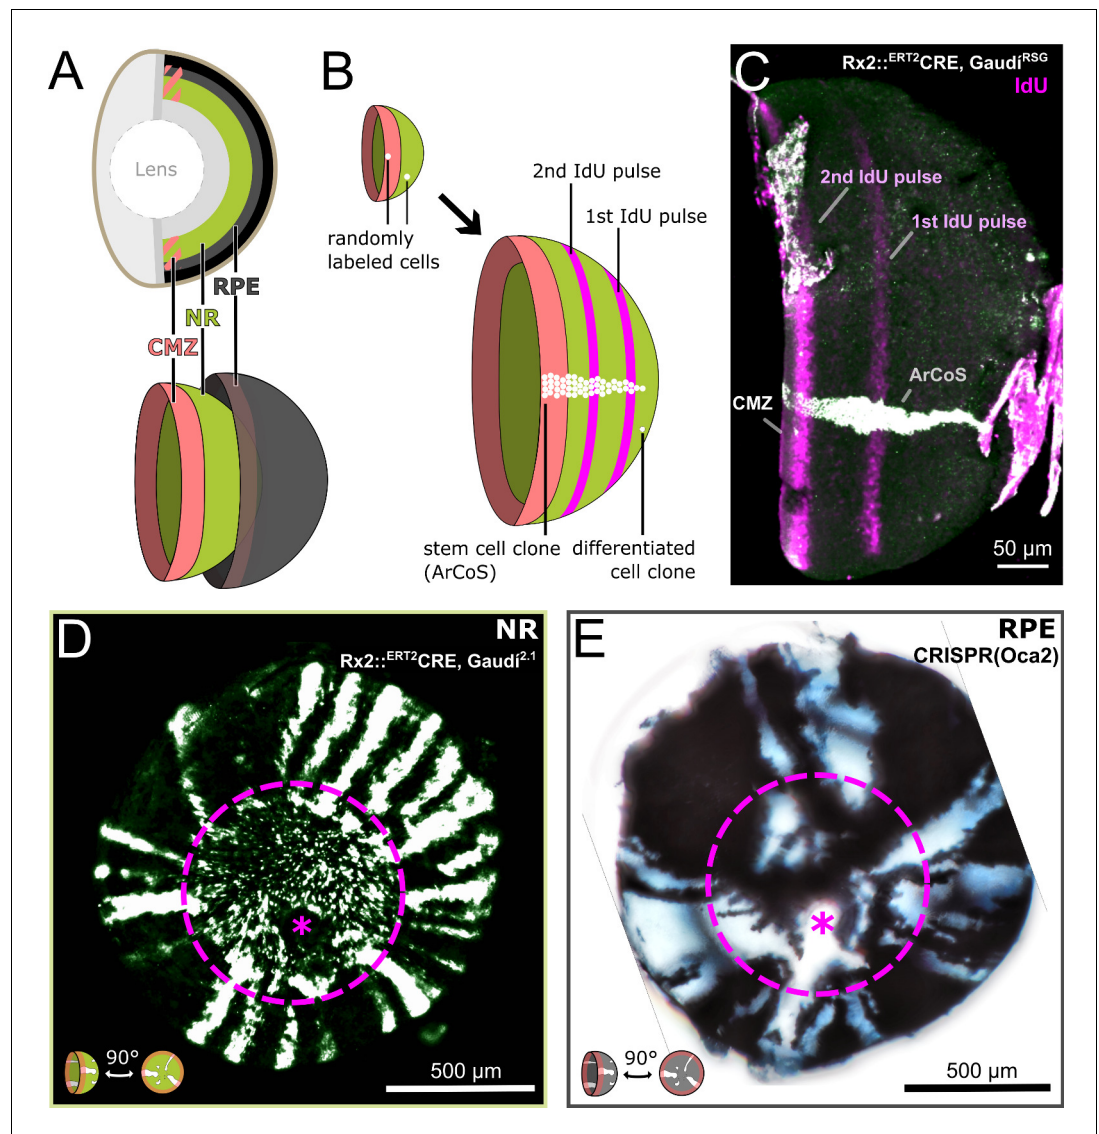 A
Lens
RPE
NR
CMZ
B
randomly
labeled cells
2nd IdU pulse
1st IdU pulse
stem cell clone
(ArCoS)
differentiated
cell clone
C
Rx2::ERT2CRE, GaudíRSG
IdU
2nd IdU pulse
1st IdU pulse
ArCoS
CMZ
50 µm
D
NR
Rx2::ERT2CRE, Gaudí2.1
*
90°
500 µm
E
RPE
CRISPR(Oca2)
*
90°
500 µm